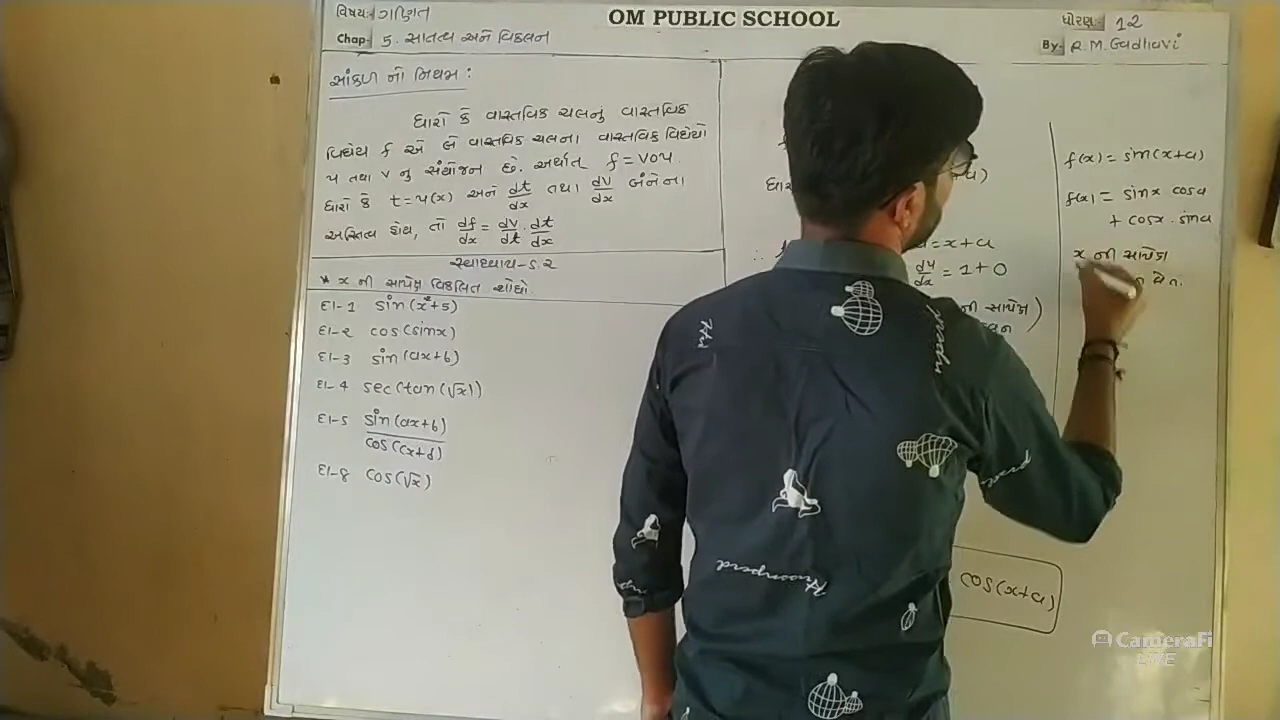 વિષય:- ગણિત
OM PUBLIC SCHOOL
ધોરણ:- 12
Chap:- 5. સાતત્ય અને વિકલન
By:- R.M.Gadhavi
સાંકળ નો નિયમ :
ધારો કે વાસ્તવિક ચલનું વાસ્તવિક
વિધેય f એ બે વાસ્તવિક ચલના વાસ્તવિક વિધેયો
u તથા v નું સંયોજન છે. અર્થાત્ f = vou.
ધારો કે t = u(x) અને dt/dx તથા dv/dx બંનેના
અસ્તિત્વ હોય, તો df/dx = dv/dt · dt/dx
સ્વાધ્યાય-5.2
* x ની સાપેક્ષ વિકલિત શોધો
દા-1 sin(x²+5)
દા-2 cos(sinx)
દા-3 sin(ax+b)
દા-4 sec(tan(√x))
દા-5 sin(ax+b)/cos(cx+d)
દા-8 cos(√x)
ધા
= x+a
du/dx = 1+0
ની સાપેક્ષ)
cos(x+a)
f(x) = sin(x+a)
f(x) = sinx cosa
+ cosx . sina
x ની સાપેક્ષ
CameraFi
LIVE